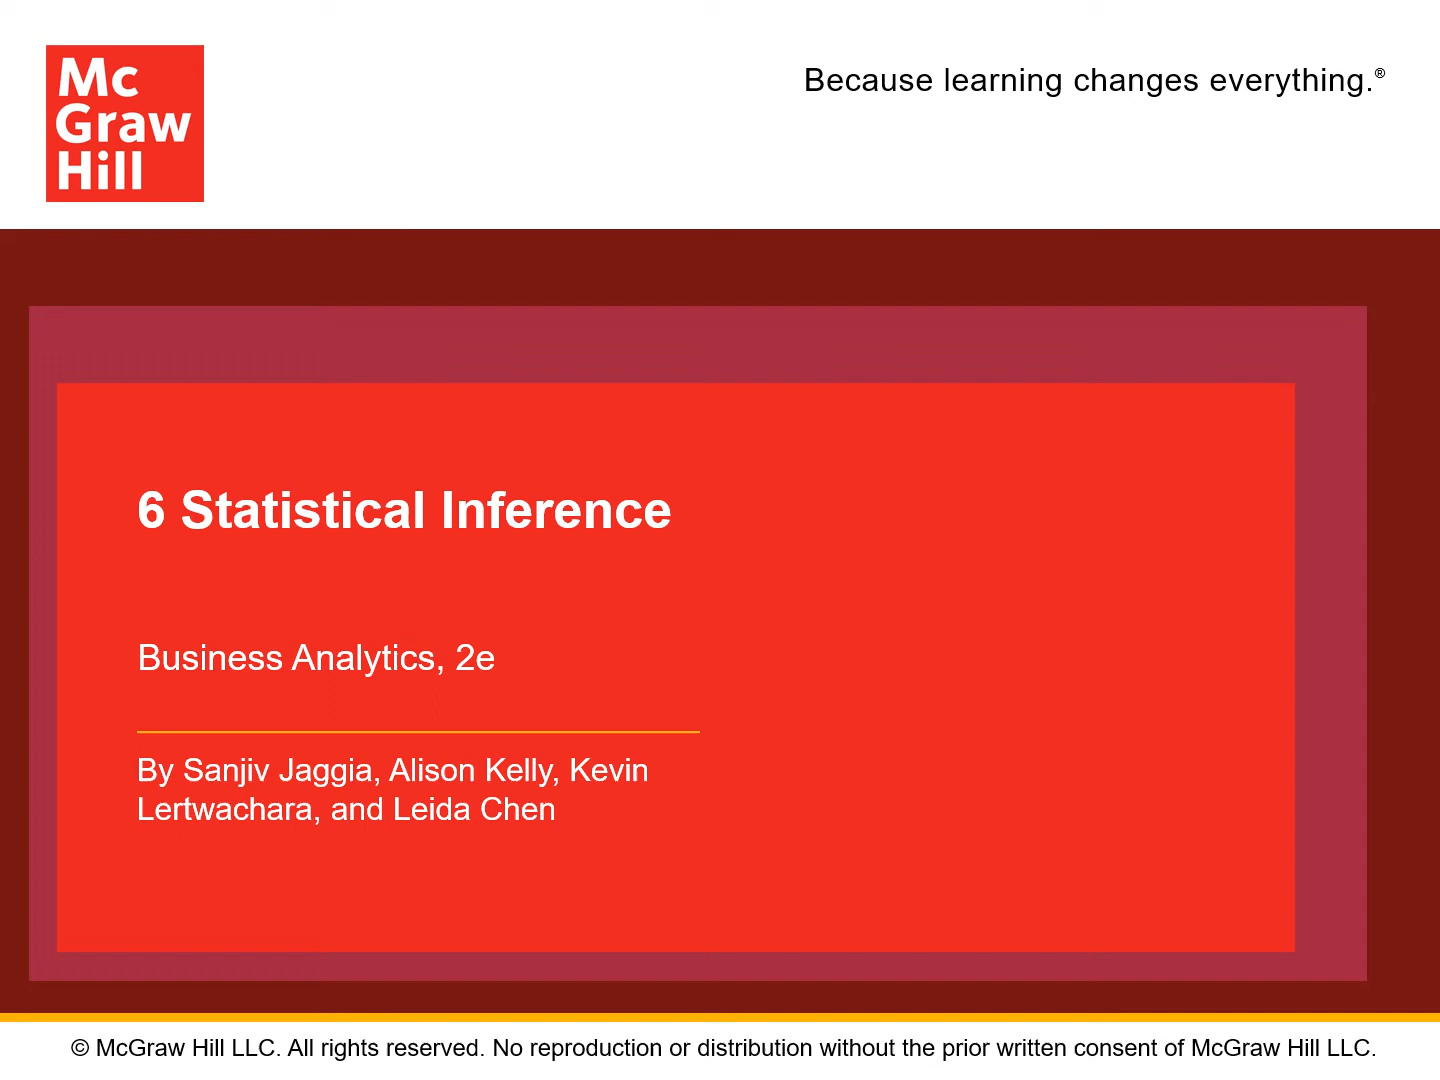 Mc
Graw
Hill
Because learning changes everything.®
6 Statistical Inference
Business Analytics, 2e
By Sanjiv Jaggia, Alison Kelly, Kevin
Lertwachara, and Leida Chen
© McGraw Hill LLC. All rights reserved. No reproduction or distribution without the prior written consent of McGraw Hill LLC.